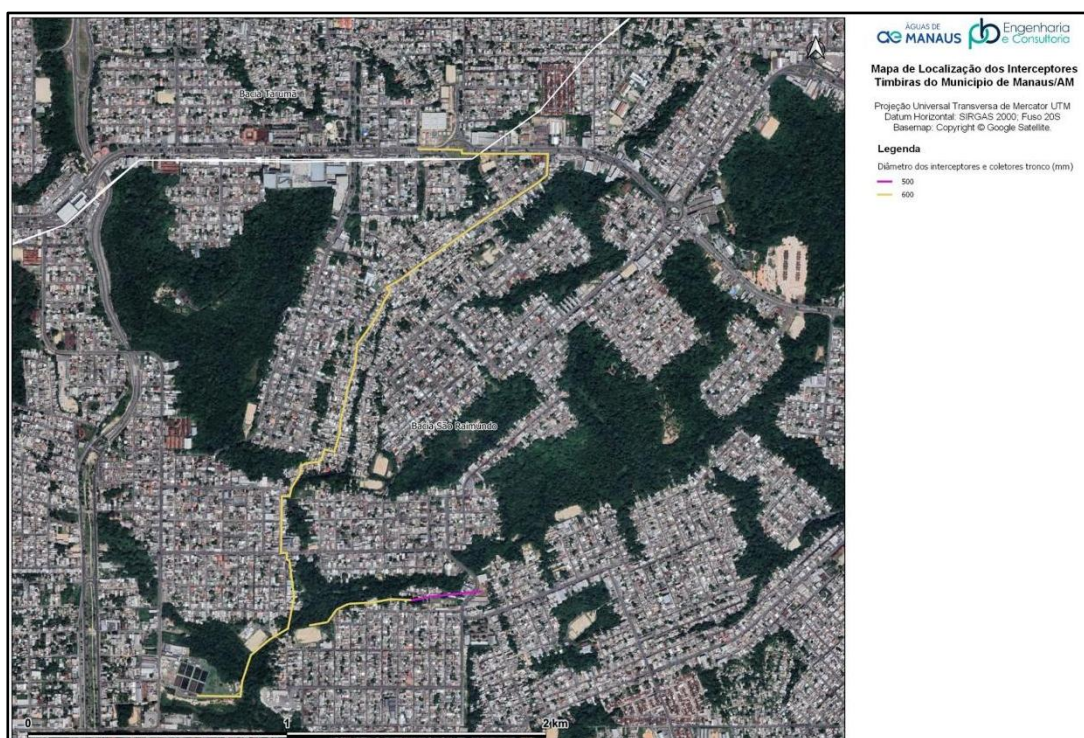 Bacia Tarumã
Bacia São Raimundo
0
1
2 km
ÁGUAS DE
MANAUS
Engenharia
e Consultoria
Mapa de Localização dos Interceptores
Timbiras do Municipio de Manaus/AM
Projeção Universal Transversa de Mercator UTM
Datum Horizontal: SIRGAS 2000; Fuso 20S
Basemap: Copyright © Google Satellite.
Legenda
Diâmetro dos interceptores e coletores tronco (mm)
500
600